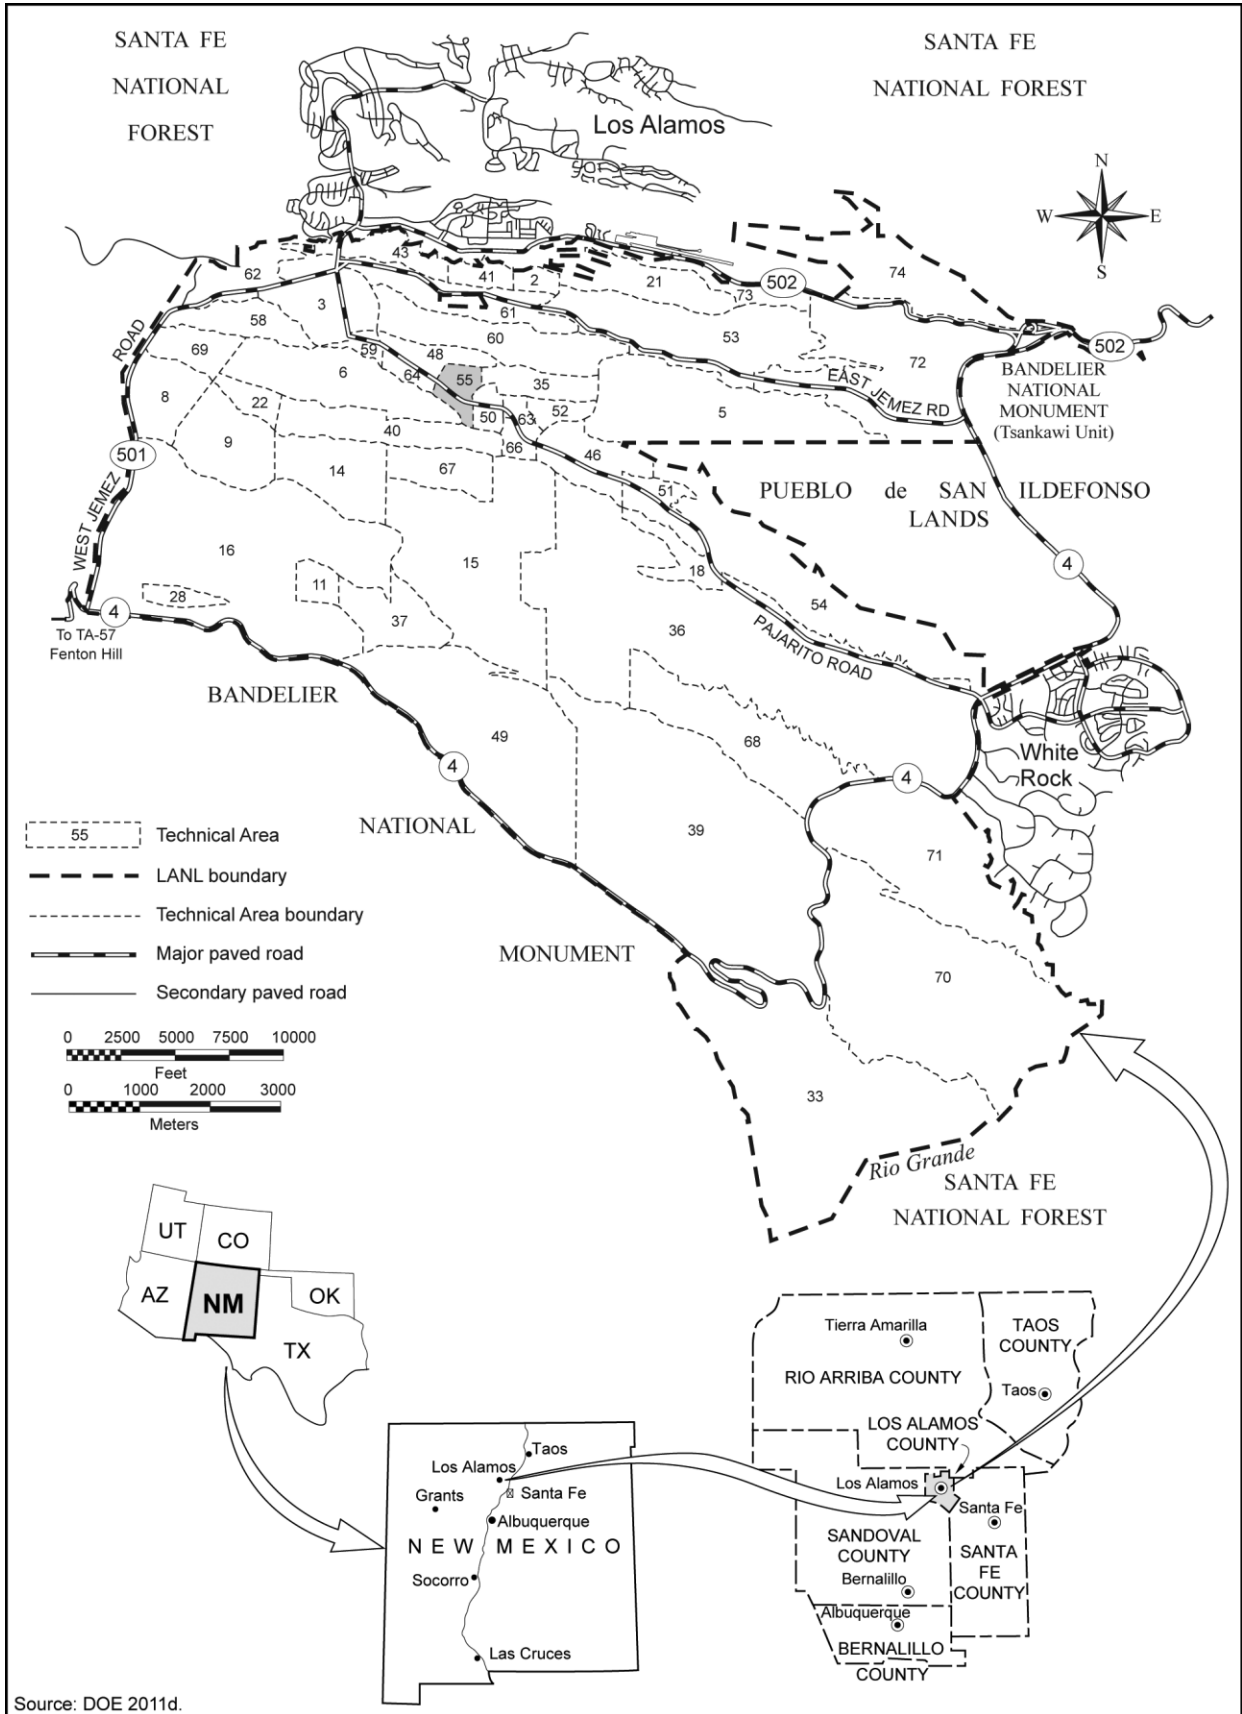 SANTA FE
NATIONAL
FOREST
SANTA FE
NATIONAL FOREST
Los Alamos
N
W E
S
74
43
62
41
2
21
73
502
3
61
58
53
502
ROAD
59
48
60
72
69
6
64
55
35
BANDELIER
NATIONAL
MONUMENT
(Tsankawi Unit)
EAST JEMEZ RD
8
22
50
63
52
5
9
40
66
46
501
14
67
51
PUEBLO de SAN ILDEFONSO
LANDS
WEST JEMEZ
16
15
18
4
11
28
54
4
37
36
PAJARITO ROAD
To TA-57
Fenton Hill
BANDELIER
49
68
White
Rock
4
4
NATIONAL
39
71
55 Technical Area
LANL boundary
Technical Area boundary
MONUMENT
Major paved road
70
Secondary paved road
0 2500 5000 7500 10000
Feet
0 1000 2000 3000
Meters
33
Rio Grande
SANTA FE
NATIONAL FOREST
UT
CO
AZ
NM
OK
TX
Tierra Amarilla
TAOS
COUNTY
RIO ARRIBA COUNTY
Taos
LOS ALAMOS
COUNTY
Los Alamos
Santa Fe
SANDOVAL
COUNTY
SANTA
FE
COUNTY
Bernalillo
Albuquerque
BERNALILLO
COUNTY
Taos
Los Alamos
Grants
Santa Fe
Albuquerque
NEW MEXICO
Socorro
Las Cruces
Source: DOE 2011d.